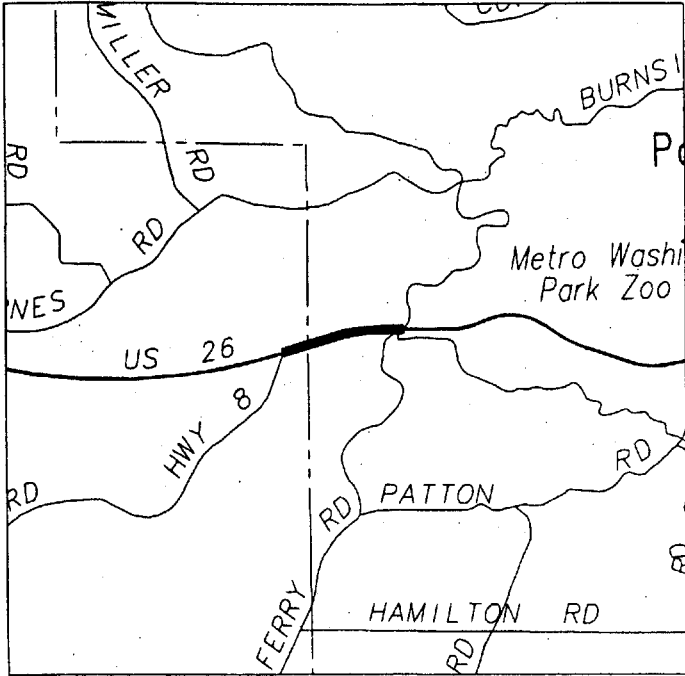 MILLER
RD
BURNSI
RD
Po
RD
Metro Washi
Park Zoo
NES
US 26
HWY 8
RD
RD
PATTON
RD
HAMILTON RD
FERRY
RD